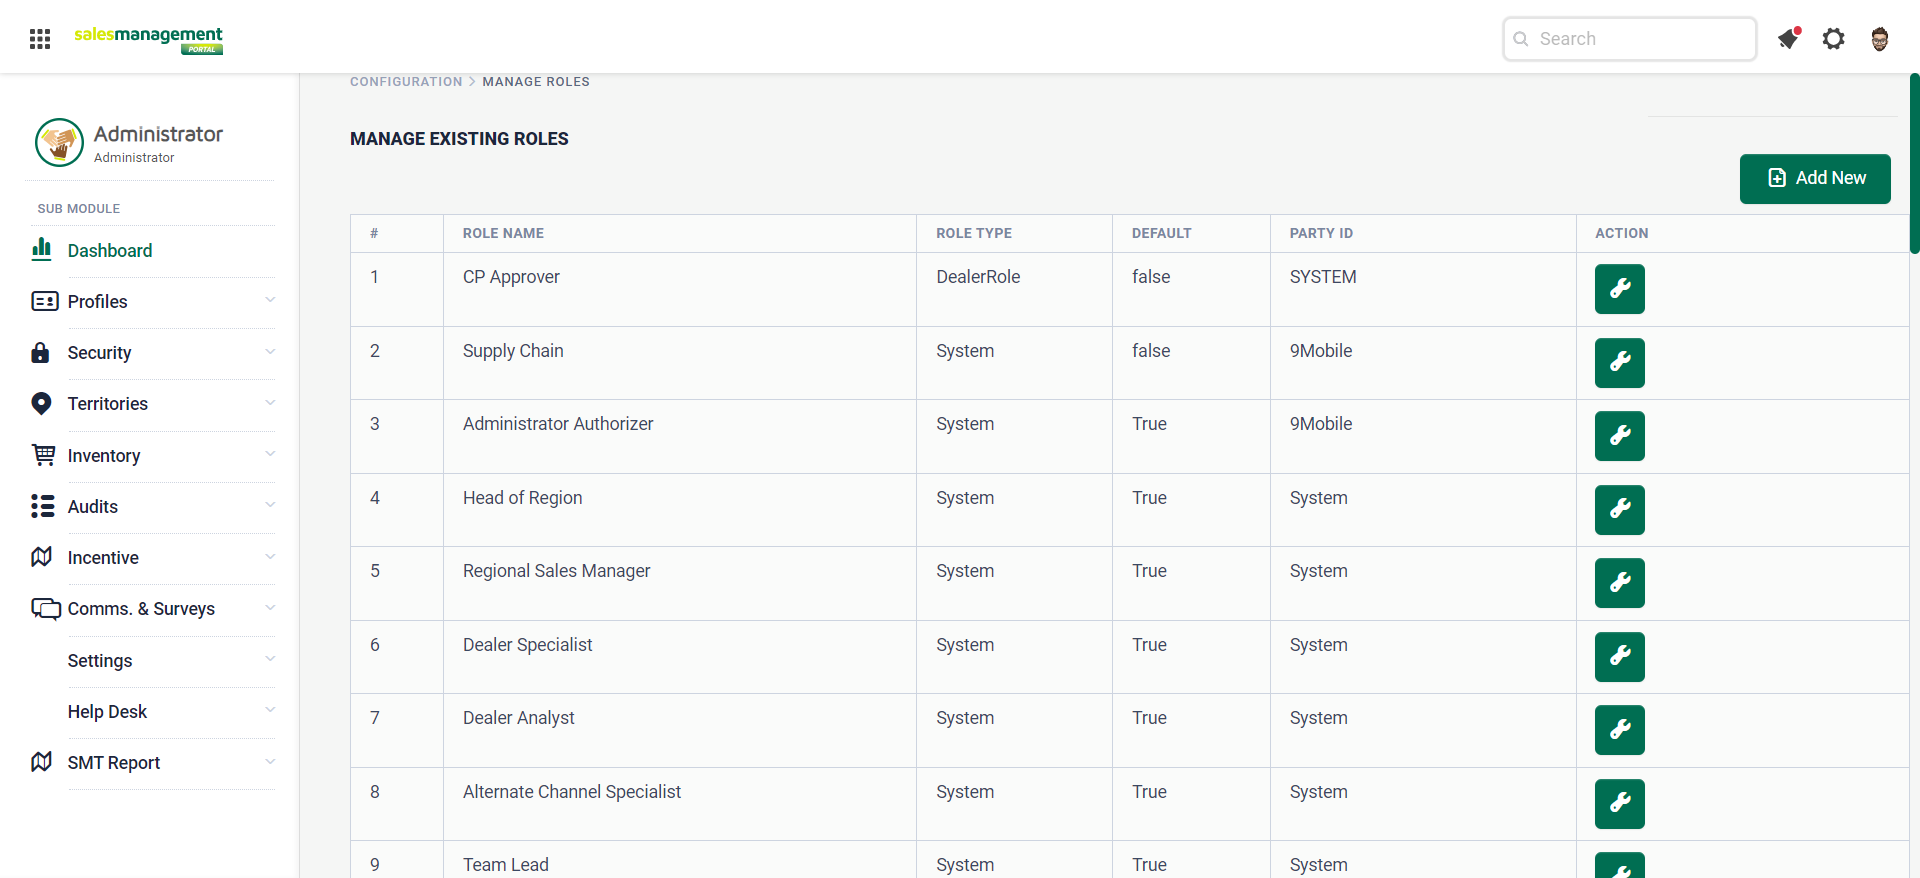 salesmanagement
PORTAL
Search
Administrator
Administrator
SUB MODULE
Dashboard
Profiles
Security
Territories
Inventory
Audits
Incentive
Comms. & Surveys
Settings
Help Desk
SMT Report
CONFIGURATION > MANAGE ROLES
MANAGE EXISTING ROLES
Add New
# ROLE NAME ROLE TYPE DEFAULT PARTY ID ACTION
1 CP Approver DealerRole false SYSTEM
2 Supply Chain System false 9Mobile
3 Administrator Authorizer System True 9Mobile
4 Head of Region System True System
5 Regional Sales Manager System True System
6 Dealer Specialist System True System
7 Dealer Analyst System True System
8 Alternate Channel Specialist System True System
9 Team Lead System True System